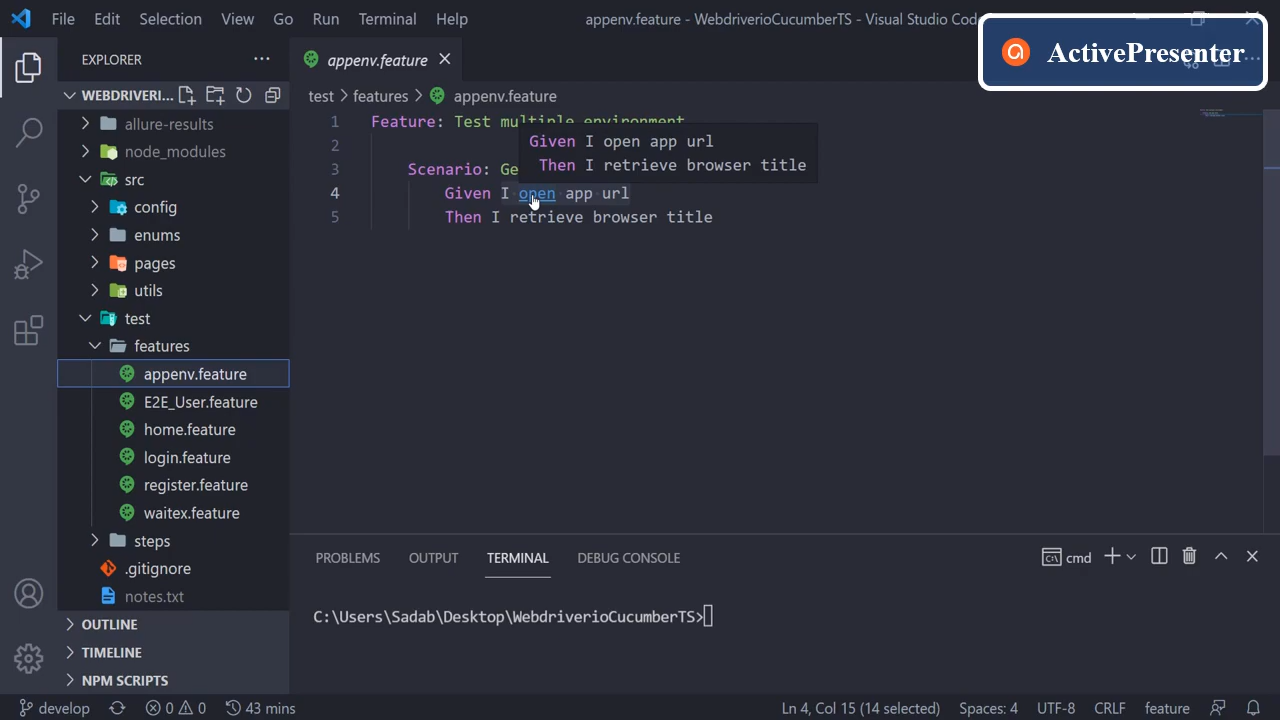 File Edit Selection View Go Run Terminal Help
appenv.feature - WebdriverioCucumberTS - Visual Studio Cod
ActivePresenter
EXPLORER
WEBDRIVERI...
allure-results
node_modules
src
config
enums
pages
utils
test
features
appenv.feature
E2E_User.feature
home.feature
login.feature
register.feature
waitex.feature
steps
.gitignore
notes.txt
OUTLINE
TIMELINE
NPM SCRIPTS
appenv.feature
test > features > appenv.feature
1 Feature: Test multiple environment
2
3 Scenario: Ge
4 Given I open app url
5 Then I retrieve browser title
Given I open app url
Then I retrieve browser title
PROBLEMS OUTPUT TERMINAL DEBUG CONSOLE
cmd
C:\Users\Sadab\Desktop\WebdriverioCucumberTS>
develop 0 0 43 mins Ln 4, Col 15 (14 selected) Spaces: 4 UTF-8 CRLF feature